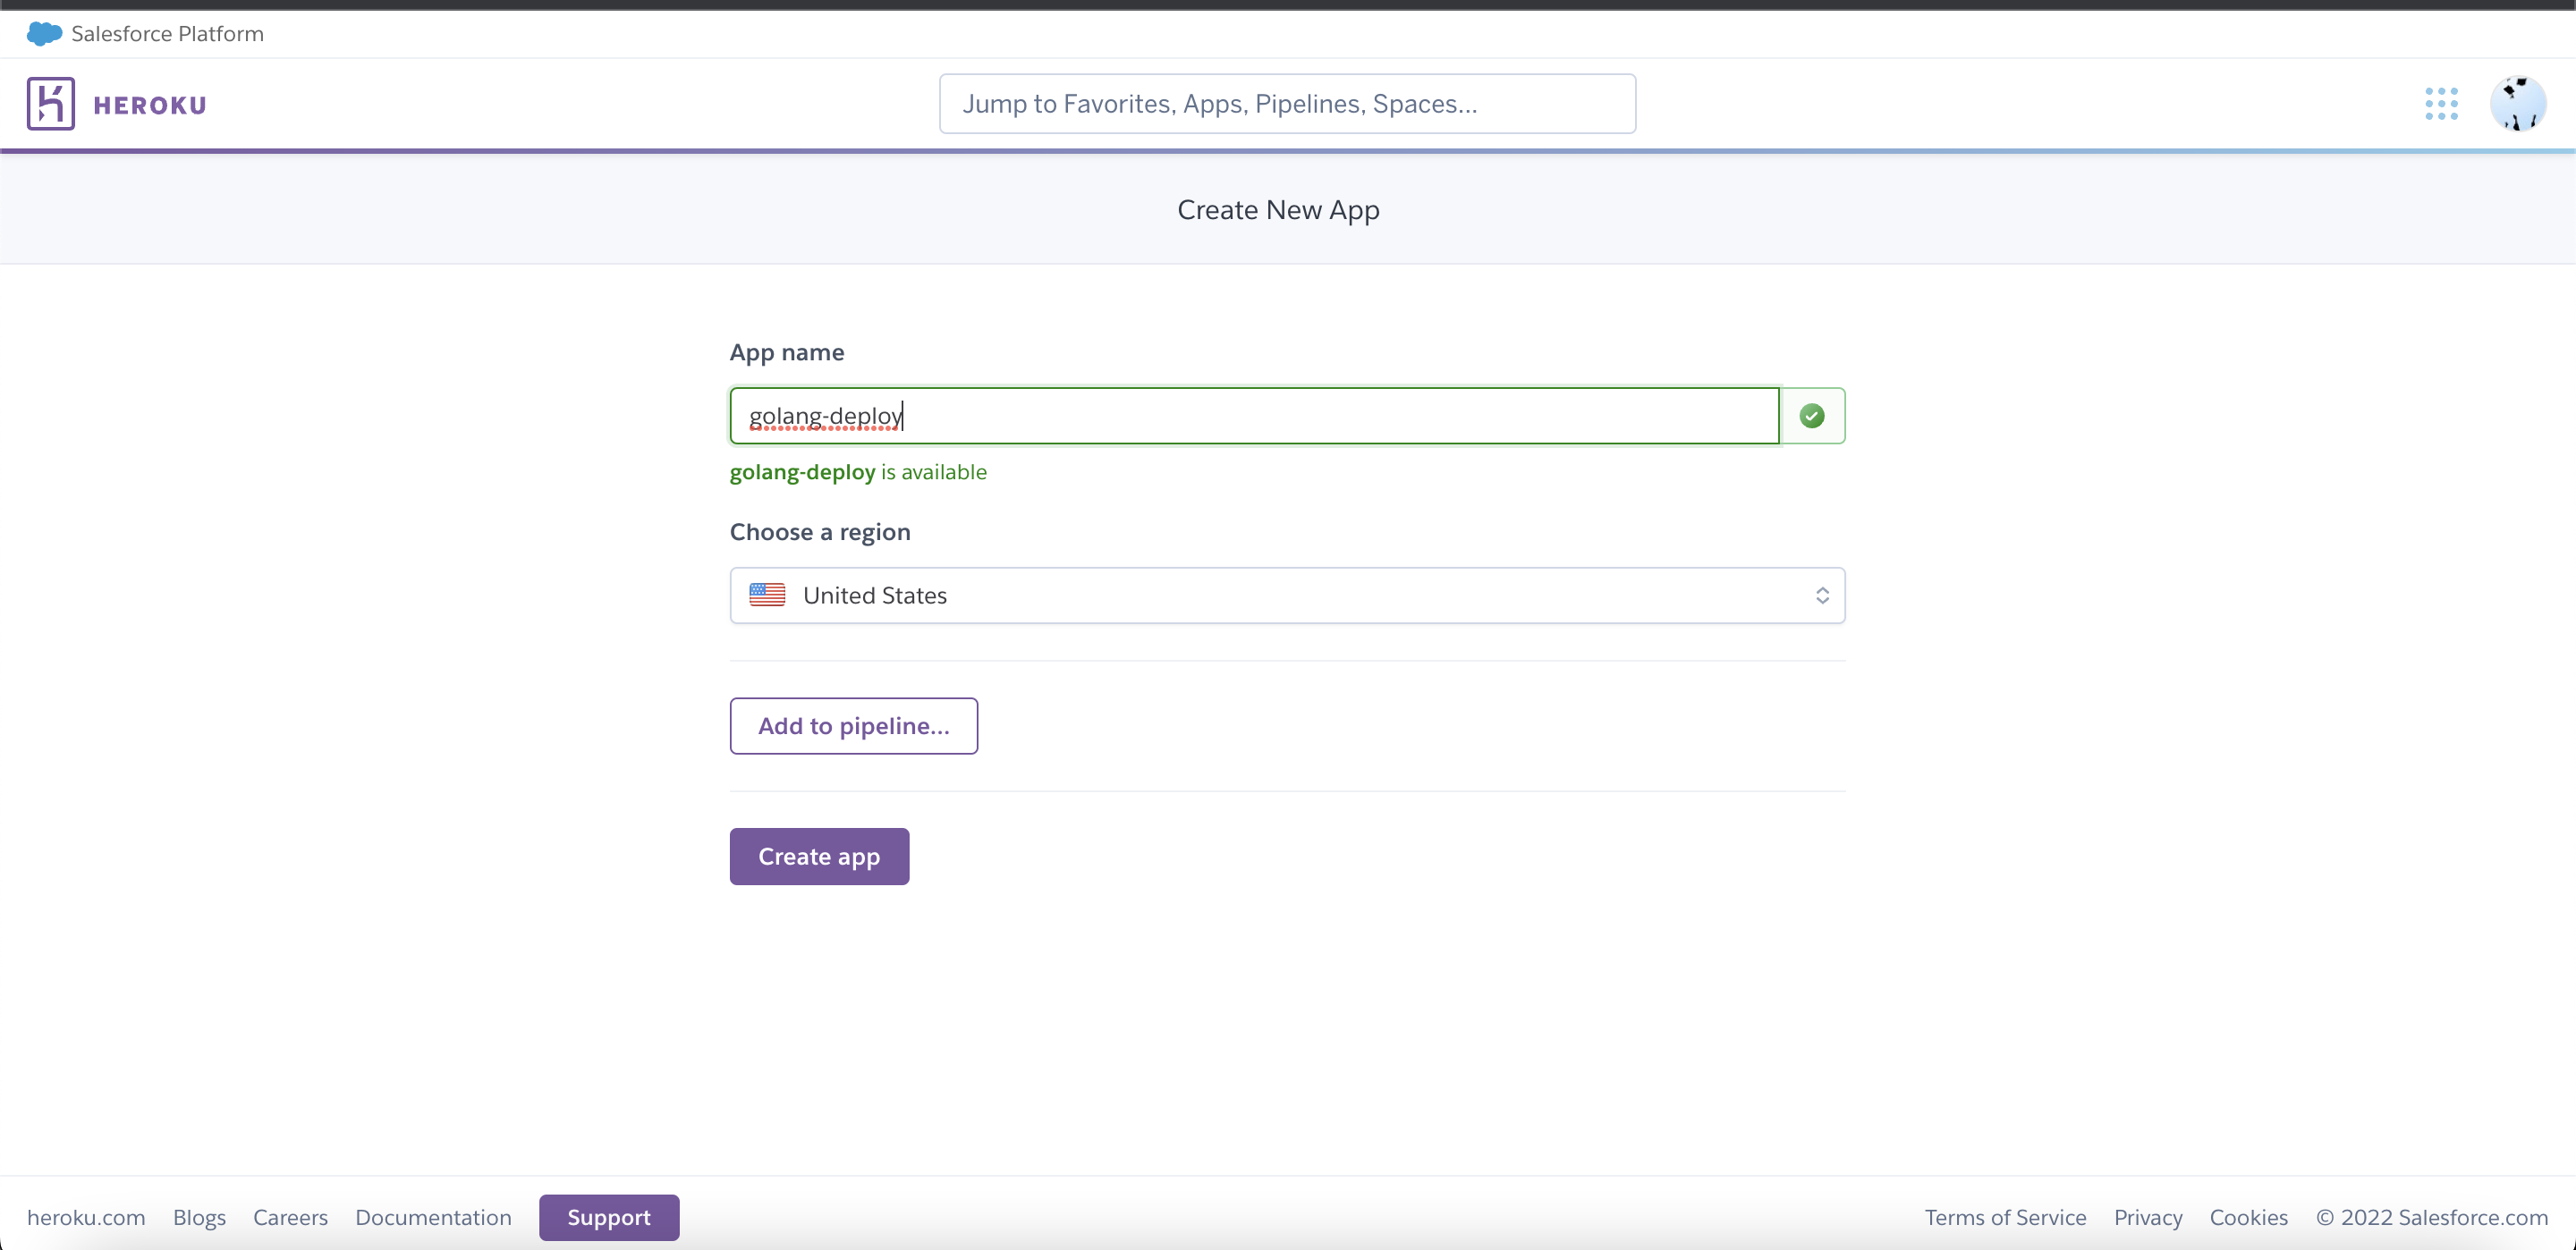 Salesforce Platform
HEROKU
Jump to Favorites, Apps, Pipelines, Spaces...
Create New App
App name
golang-deploy
golang-deploy is available
Choose a region
United States
Add to pipeline...
Create app
heroku.com Blogs Careers Documentation Support Terms of Service Privacy Cookies © 2022 Salesforce.com